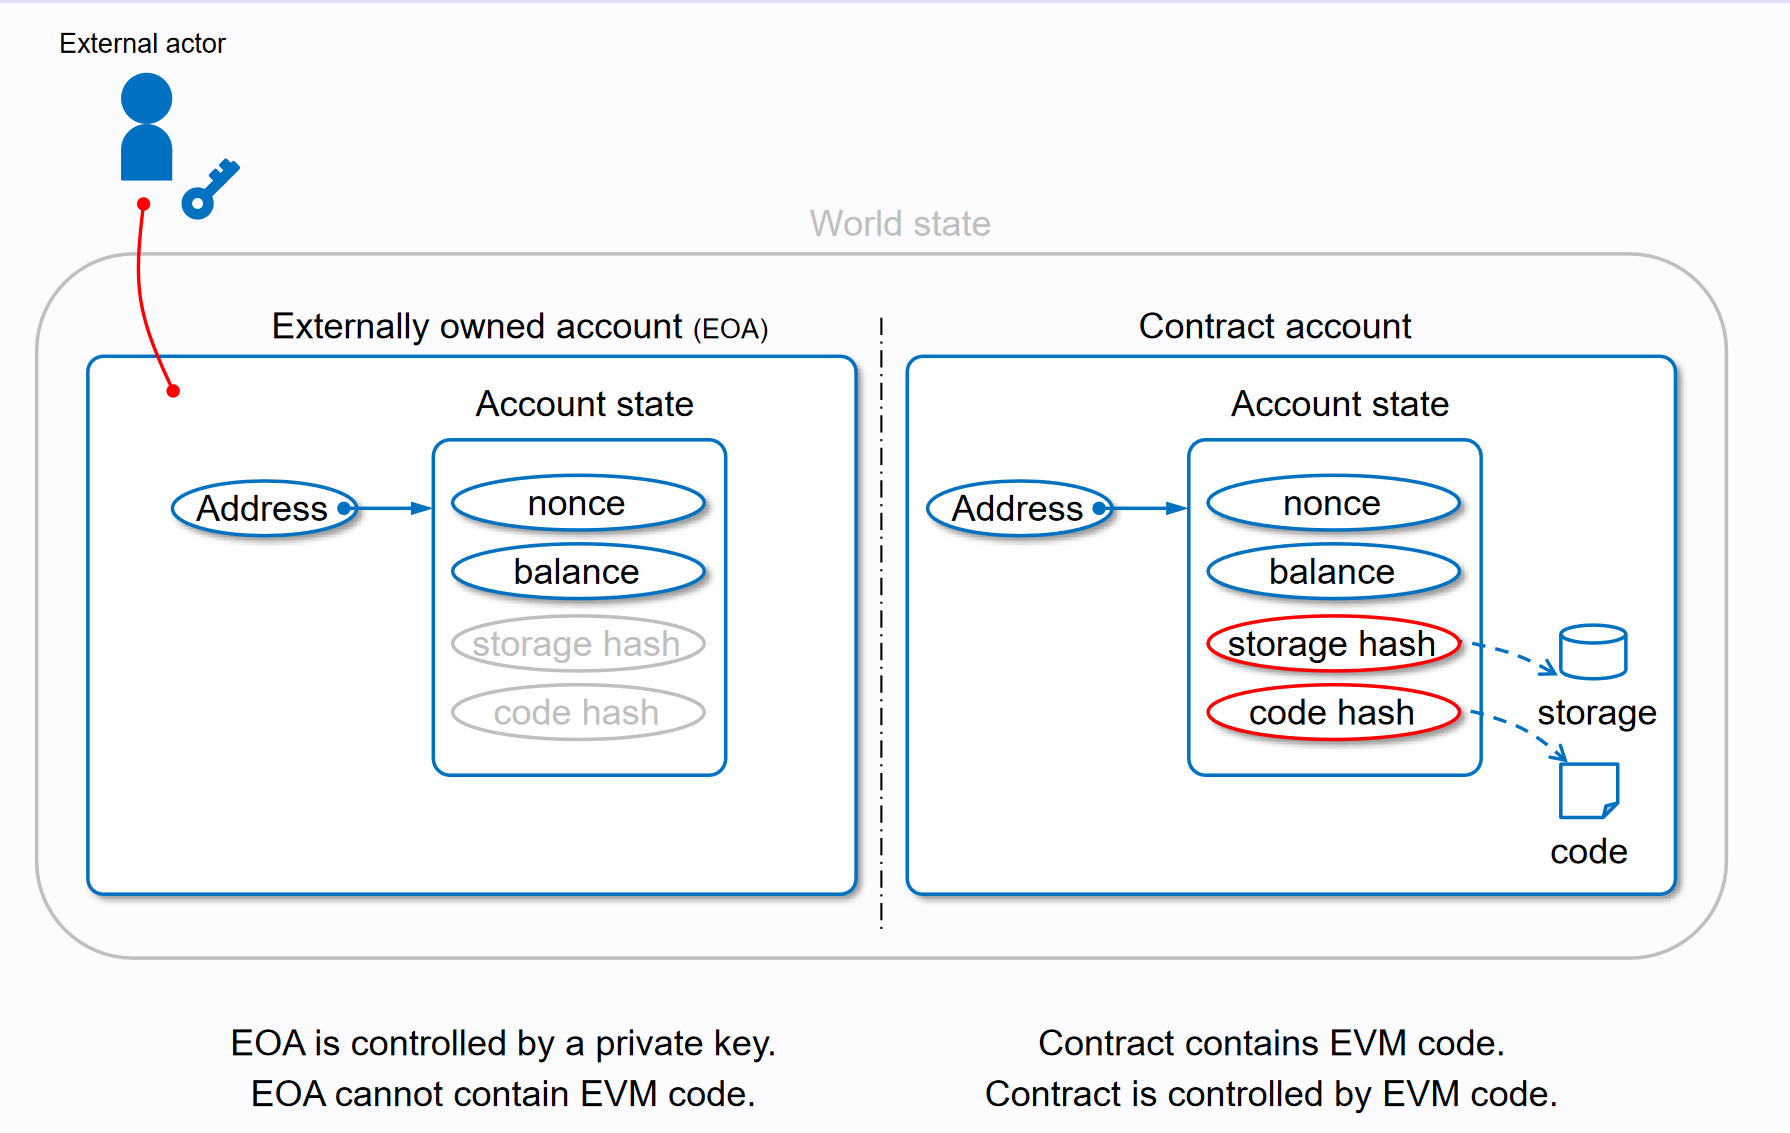 External actor
World state
Externally owned account (EOA)
Account state
Address
nonce
balance
storage hash
code hash
Contract account
Account state
Address
nonce
balance
storage hash
code hash
storage
code
EOA is controlled by a private key.
EOA cannot contain EVM code.
Contract contains EVM code.
Contract is controlled by EVM code.